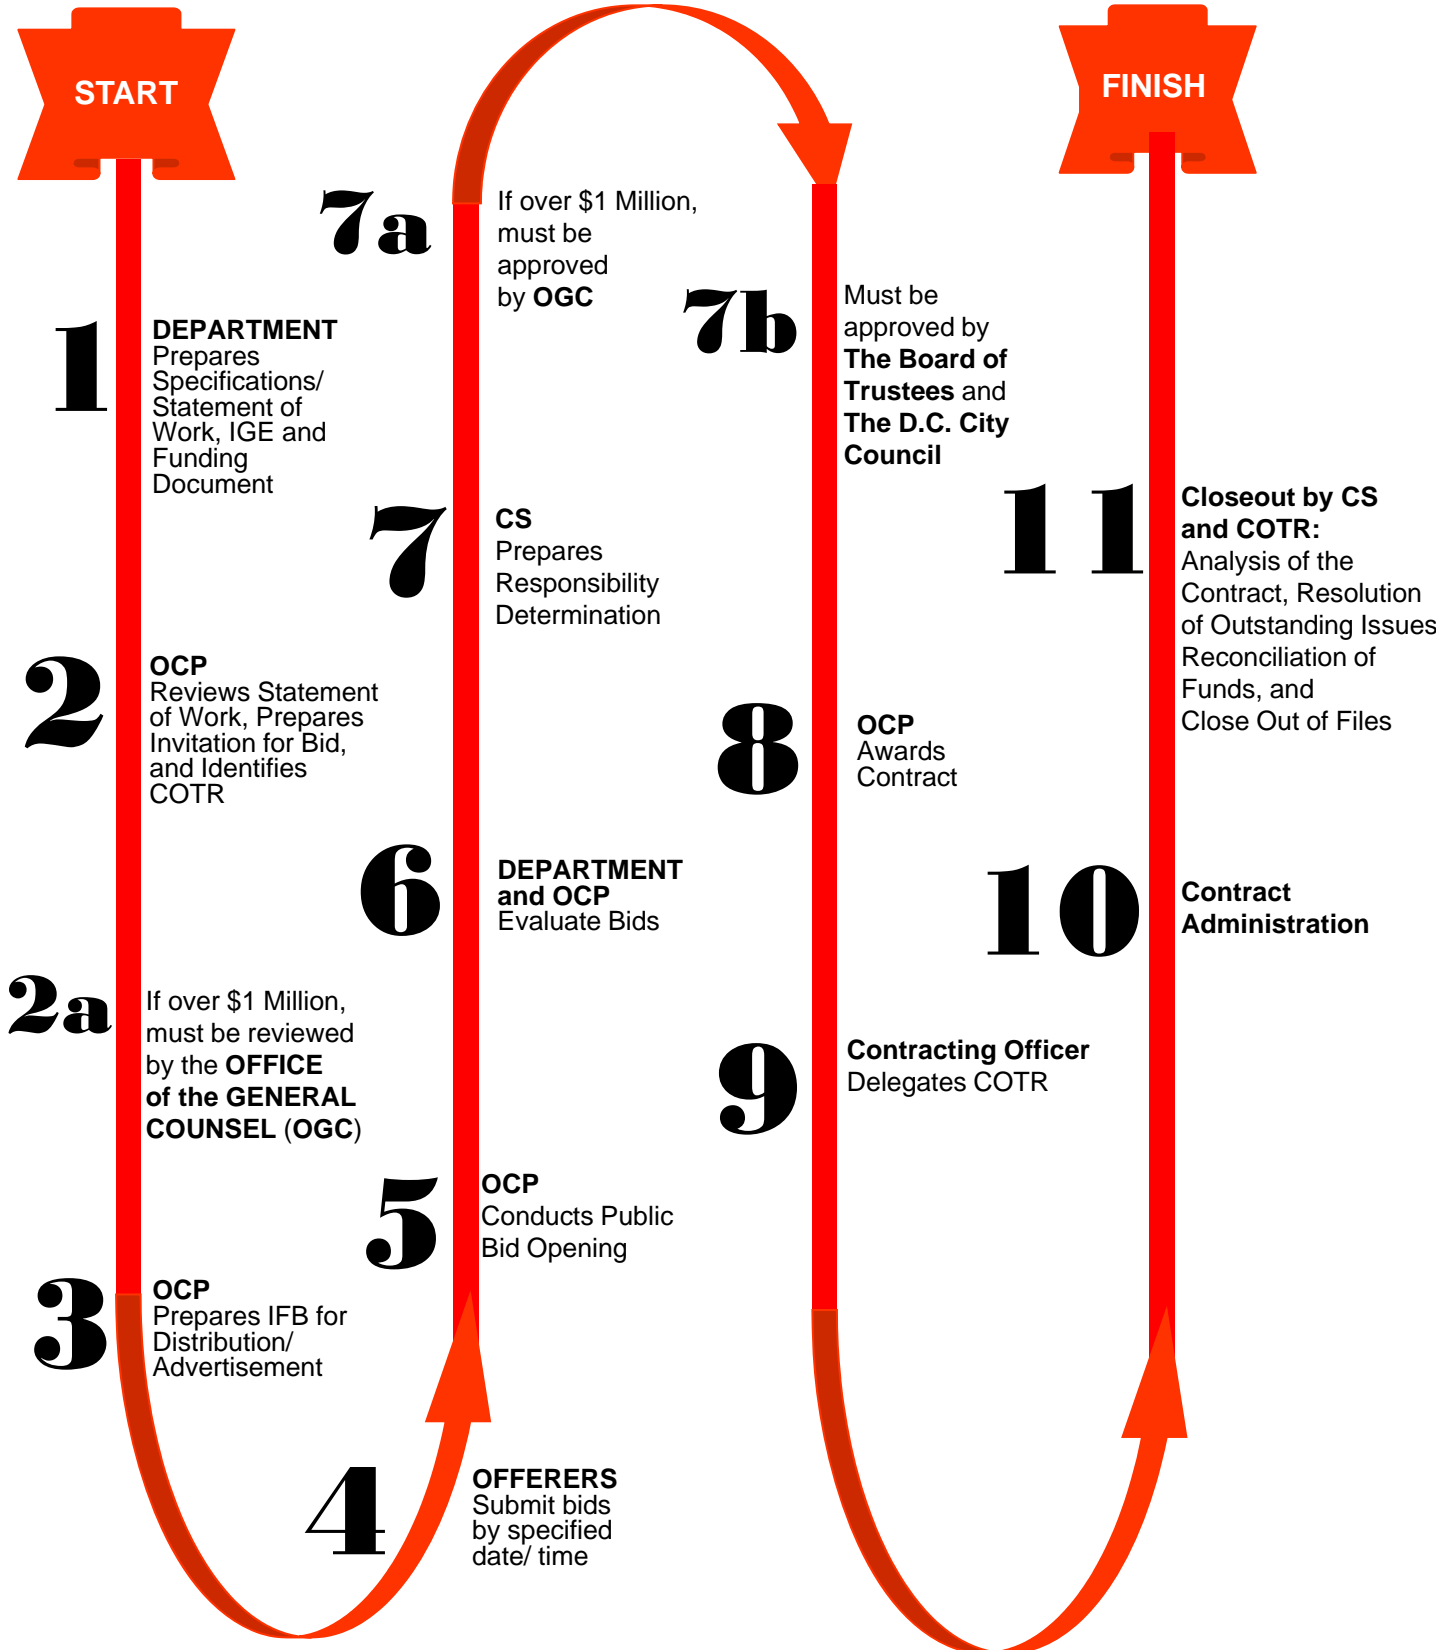 START
1
DEPARTMENT
Prepares
Specifications/
Statement of
Work, IGE and
Funding
Document
2
OCP
Reviews Statement
of Work, Prepares
Invitation for Bid,
and Identifies
COTR
2a
If over $1 Million,
must be reviewed
by the OFFICE
of the GENERAL
COUNSEL (OGC)
3
OCP
Prepares IFB for
Distribution/
Advertisement
4
OFFERERS
Submit bids
by specified
date/ time
5
OCP
Conducts Public
Bid Opening
6
DEPARTMENT
and OCP
Evaluate Bids
7
CS
Prepares
Responsibility
Determination
7a
If over $1 Million,
must be
approved
by OGC
7b
Must be
approved by
The Board of
Trustees and
The D.C. City
Council
8
OCP
Awards
Contract
9
Contracting Officer
Delegates COTR
10
Contract
Administration
11
Closeout by CS
and COTR:
Analysis of the
Contract, Resolution
of Outstanding Issues
Reconciliation of
Funds, and
Close Out of Files
FINISH